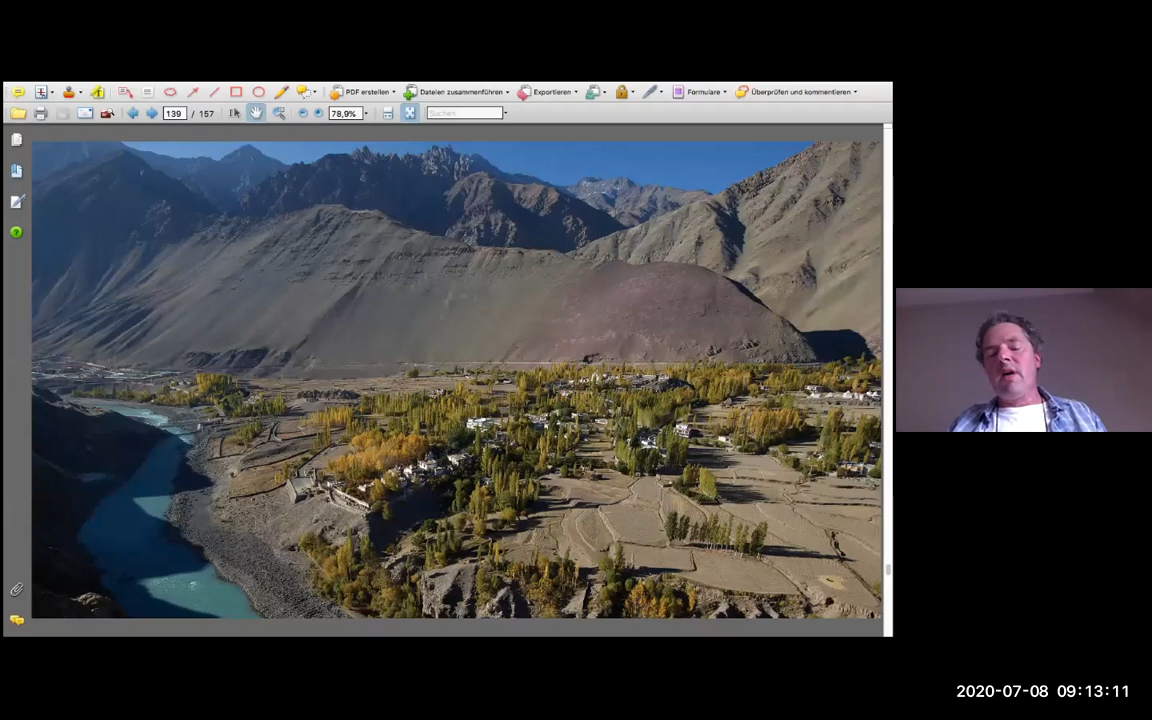 PDF erstellen Dateien zusammenführen Exportieren Formulare Überprüfen und kommentieren
139 / 157 78,9% Suchen
2020-07-08 09:13:11